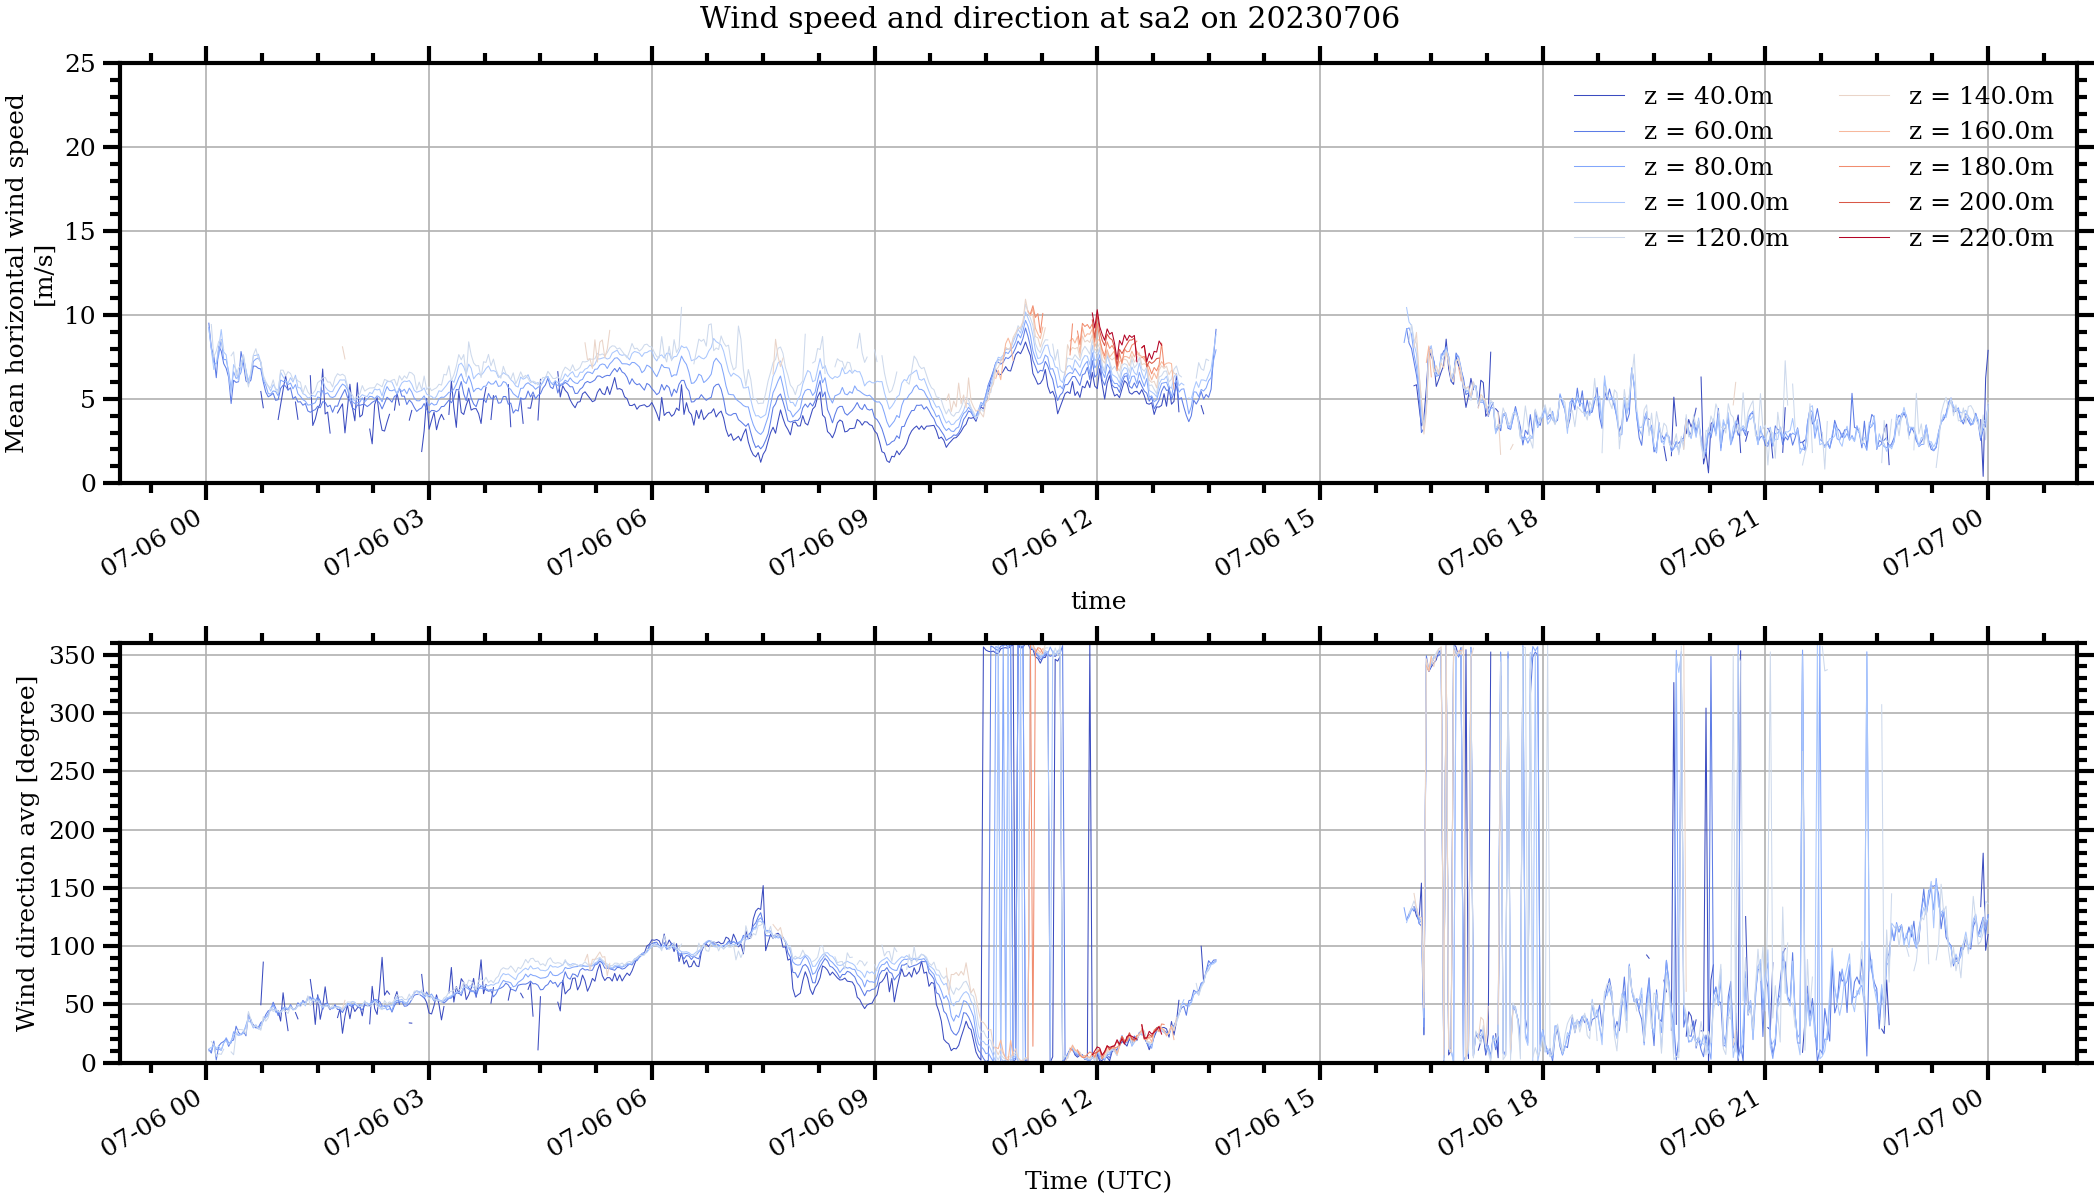 Wind speed and direction at sa2 on 20230706
Mean horizontal wind speed
[m/s]
25
20
15
10
5
0
z = 40.0m
z = 60.0m
z = 80.0m
z = 100.0m
z = 120.0m
z = 140.0m
z = 160.0m
z = 180.0m
z = 200.0m
z = 220.0m
07-06 00
07-06 03
07-06 06
07-06 09
07-06 12
07-06 15
07-06 18
07-06 21
07-07 00
time
Wind direction avg [degree]
350
300
250
200
150
100
50
0
07-06 00
07-06 03
07-06 06
07-06 09
07-06 12
07-06 15
07-06 18
07-06 21
07-07 00
Time (UTC)